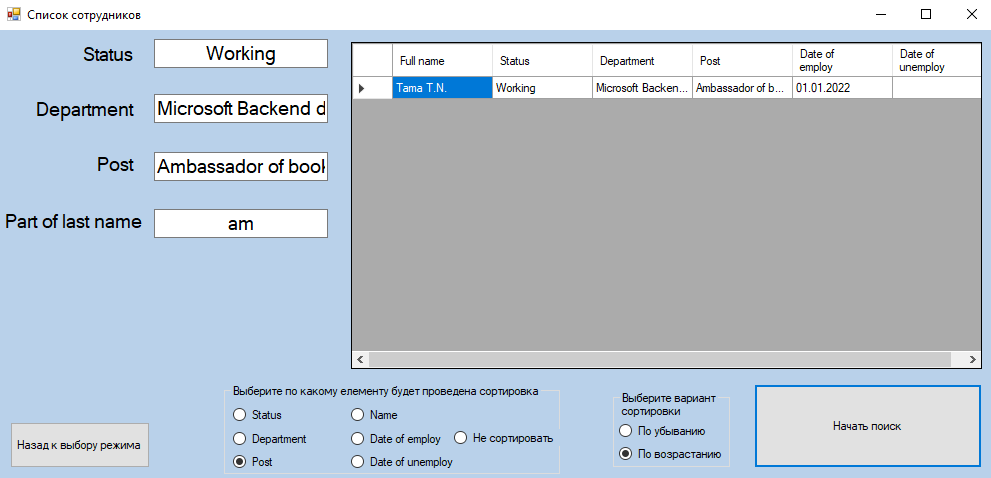 Список сотрудников
Status
Working
Department
Microsoft Backend d
Post
Ambassador of book
Part of last name
am
Full name
Status
Department
Post
Date of
employ
Date of
unemploy
Tama T.N.
Working
Microsoft Backen...
Ambassador of b...
01.01.2022
Выберите по какому елементу будет проведена сортировка
Status
Name
Department
Date of employ
Не сортировать
Post
Date of unemploy
Выберите вариант
сортировки
По убыванию
По возрастанию
Назад к выбору режима
Начать поиск